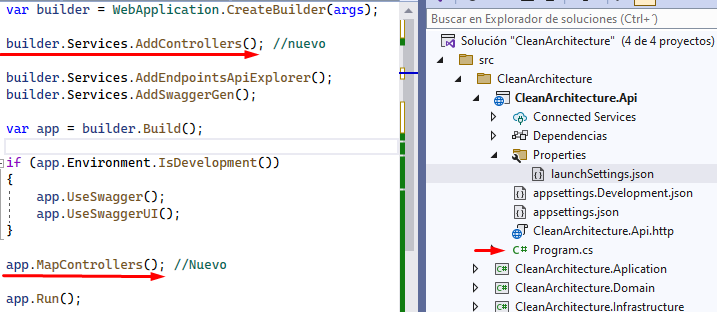 var builder = WebApplication.CreateBuilder(args);
builder.Services.AddControllers(); //nuevo
builder.Services.AddEndpointsApiExplorer();
builder.Services.AddSwaggerGen();
var app = builder.Build();
if (app.Environment.IsDevelopment())
{
app.UseSwagger();
app.UseSwaggerUI();
}
app.MapControllers(); //Nuevo
app.Run();
Buscar en Explorador de soluciones (Ctrl+´)
Solución "CleanArchitecture" (4 de 4 proyectos)
src
CleanArchitecture
CleanArchitecture.Api
Connected Services
Dependencias
Properties
launchSettings.json
appsettings.Development.json
appsettings.json
CleanArchitecture.Api.http
C# Program.cs
C# CleanArchitecture.Aplication
C# CleanArchitecture.Domain
C# CleanArchitecture.Infrastructure